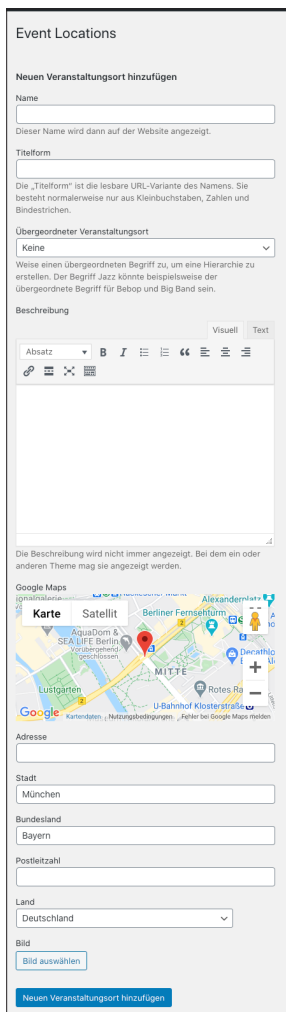 Event Locations
Neuen Veranstaltungsort hinzufügen
Name
Dieser Name wird dann auf der Website angezeigt.
Titelform
Die „Titelform“ ist die lesbare URL-Variante des Namens. Sie
besteht normalerweise nur aus Kleinbuchstaben, Zahlen und
Bindestrichen.
Übergeordneter Veranstaltungsort
Keine
Weise einen übergeordneten Begriff zu, um eine Hierarchie zu
erstellen. Der Begriff Jazz könnte beispielsweise der
übergeordnete Begriff für Bebop und Big Band sein.
Beschreibung
Visuell Text
Absatz B I
Die Beschreibung wird nicht immer angezeigt. Bei dem ein oder
anderen Theme mag sie angezeigt werden.
Google Maps
Alexanderplatz
Karte Satellit
Berliner Fernsehturm
AquaDom &
SEA LIFE Berlin
Vorübergehend
geschlossen
MITTE
Lustgarten
Rotes Ra
U-Bahnhof Klosterstraße
Google
Kartendaten Nutzungsbedingungen Fehler bei Google Maps melden
Adresse
Stadt
München
Bundesland
Bayern
Postleitzahl
Land
Deutschland
Bild
Bild auswählen
Neuen Veranstaltungsort hinzufügen